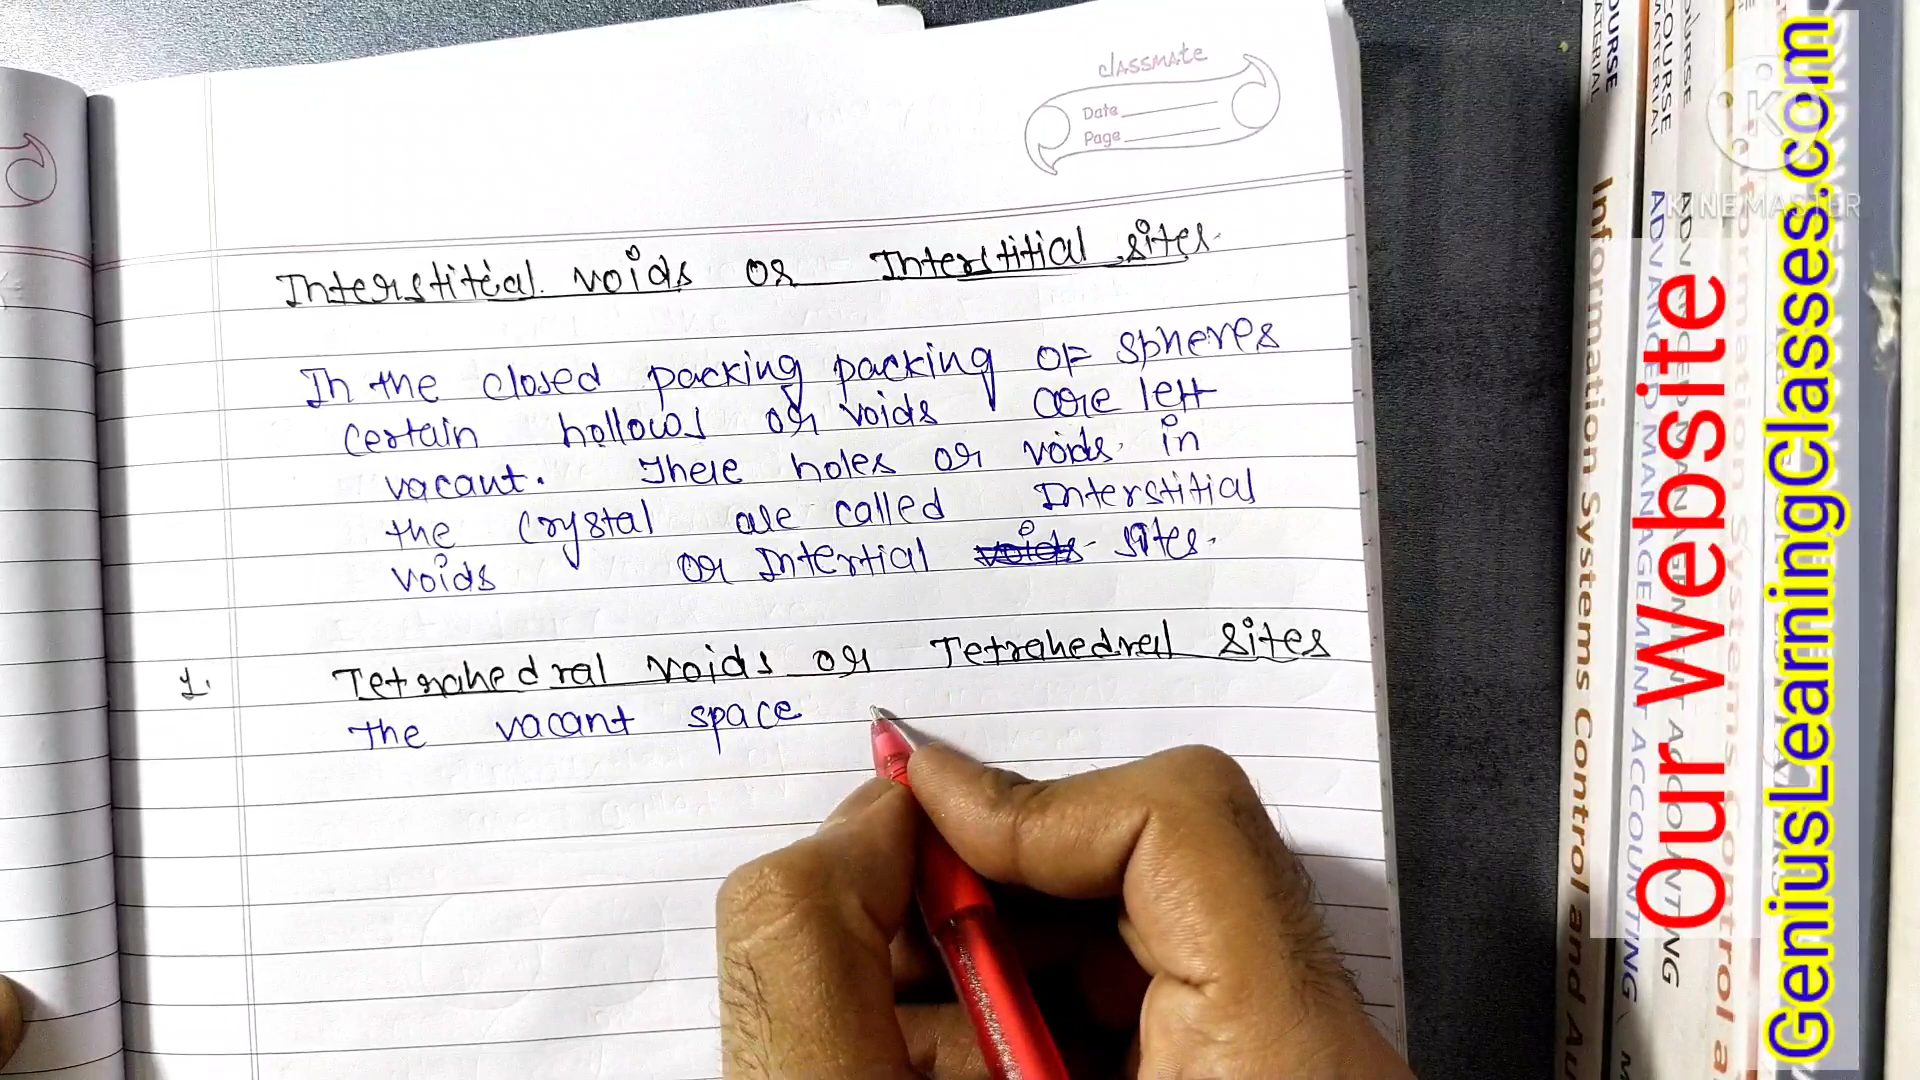 classmate
Date
Page
Interstitial voids or Interstitial sites.
In the closed packing packing of spheres
certain hollows or voids are left
vacant. These holes or voids in
the crystal are called Interstitial
voids or Intertial voids sites.
1. Tetrahedral voids or Tetrahedral sites
the vacant space
COURSE
MATERIAL
ADVANCED MANAGEMENT ACCOUNTING
Information Systems Control and
KINEMASTER
Our Website
GeniusLearningClasses.com